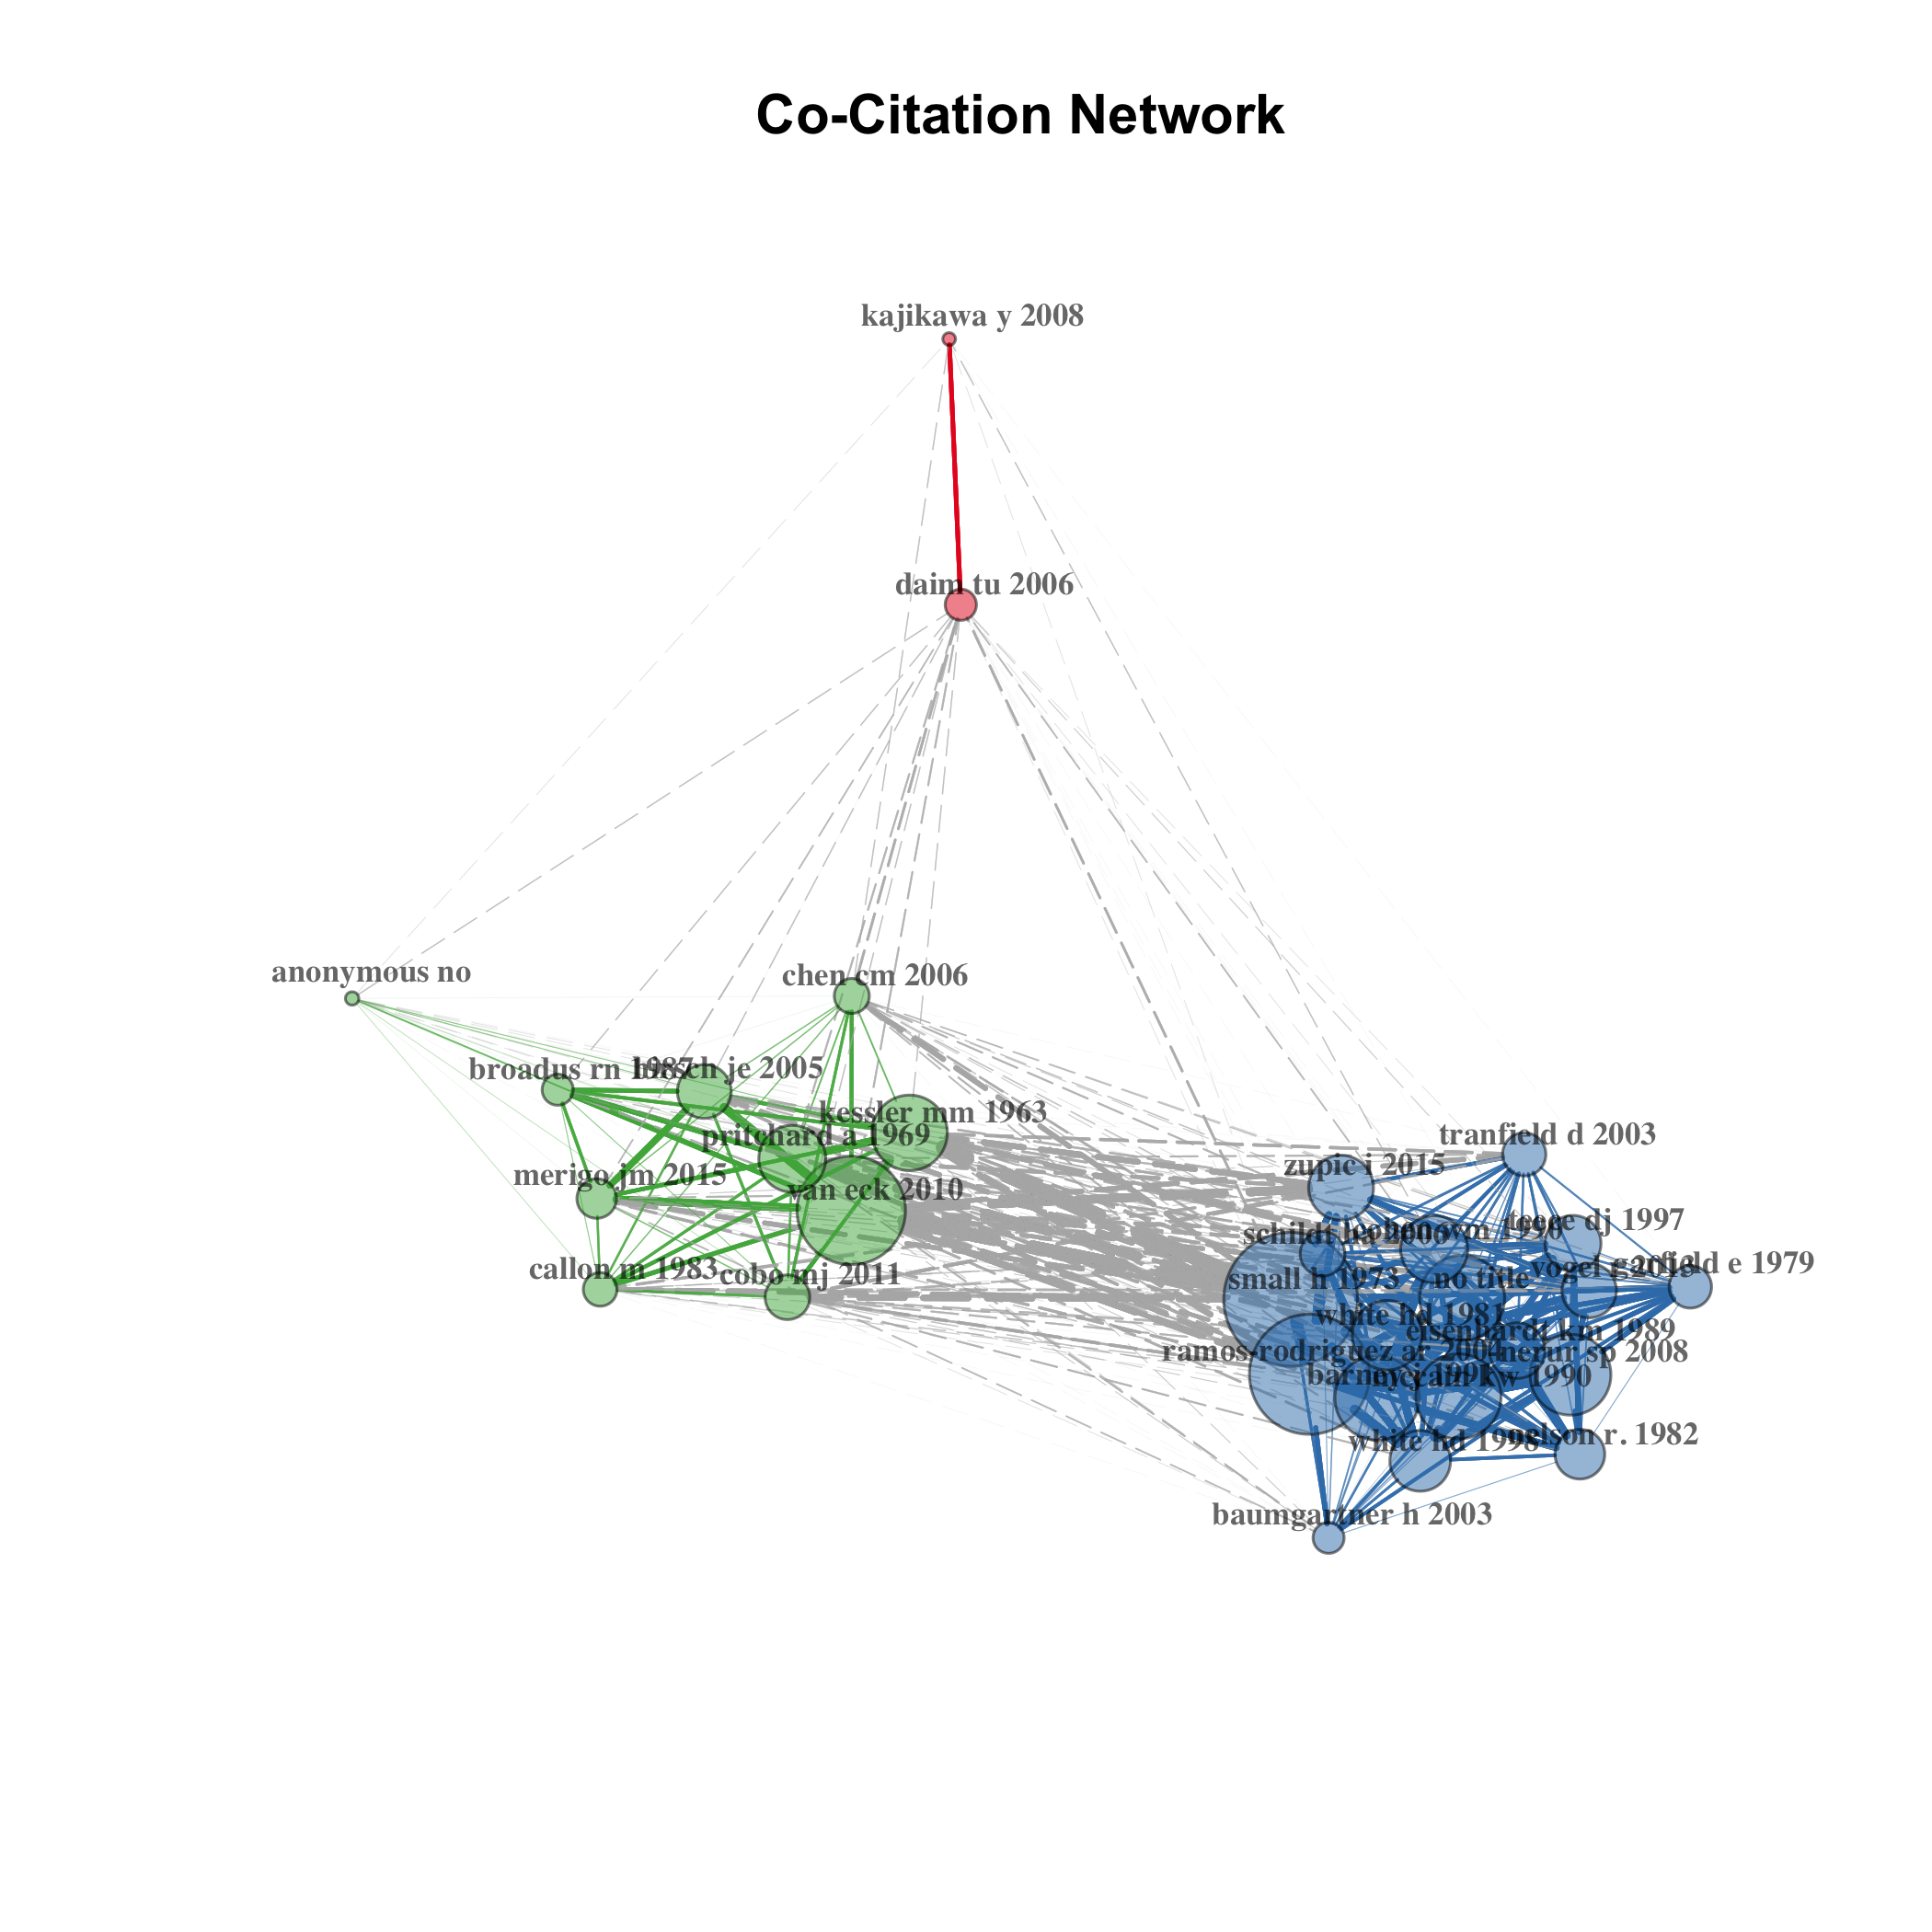 Co-Citation Network
kajikawa y 2008
daim tu 2006
anonymous no
chen cm 2006
broadus rn 1987
hirsch je 2005
kessler mm 1963
pritchard a 1969
tranfield d 2003
zupic i 2015
merigo jm 2015
van eck 2010
teece dj 1997
schildt ha 2006
cohen wm 1990
callon m 1983
cobo mj 2011
small h 1973
no title
vogel r 2013
garfield e 1979
white hd 1981
eisenhardt km 1989
ramos-rodriguez ar 2004
nerur sp 2008
barney j 1991
mccain kw 1990
white hd 1998
nelson r. 1982
baumgartner h 2003